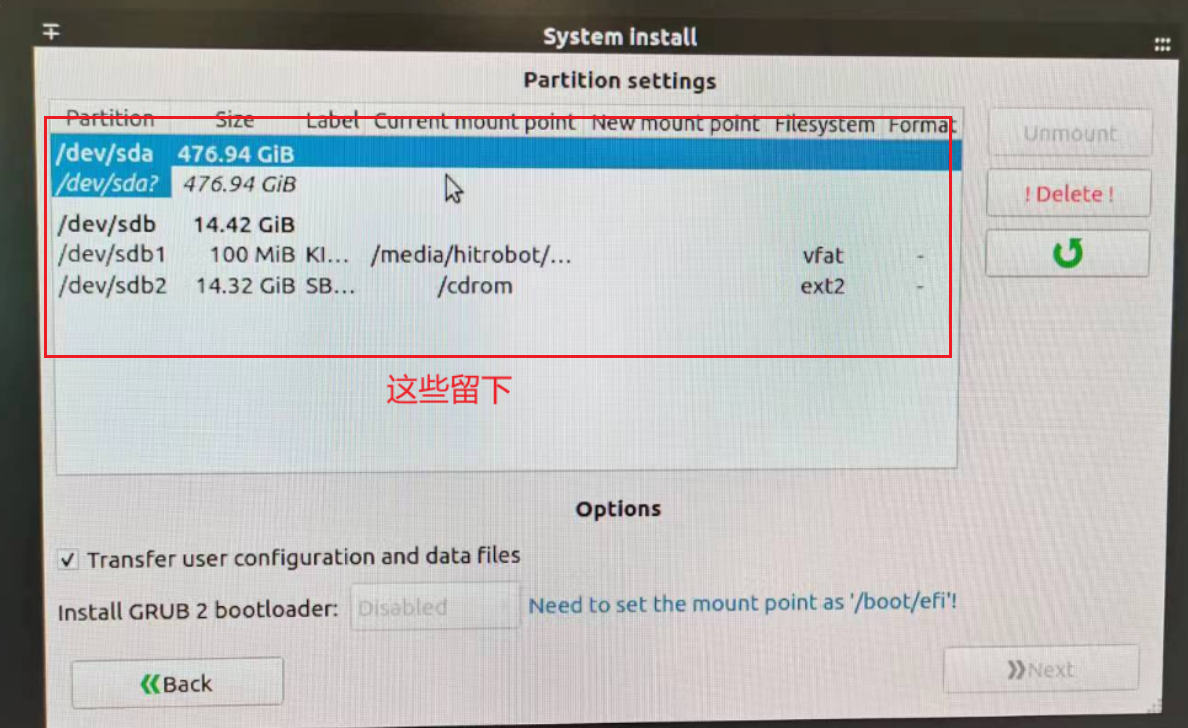 System install
Partition settings
Partition Size Label Current mount point New mount point Filesystem Format
/dev/sda 476.94 GiB
/dev/sda? 476.94 GiB
/dev/sdb 14.42 GiB
/dev/sdb1 100 MiB KI... /media/hitrobot/... vfat -
/dev/sdb2 14.32 GiB SB... /cdrom ext2 -
Unmount
! Delete !
这些留下
Options
Transfer user configuration and data files
Install GRUB 2 bootloader: Disabled Need to set the mount point as '/boot/efi'!
Back
Next